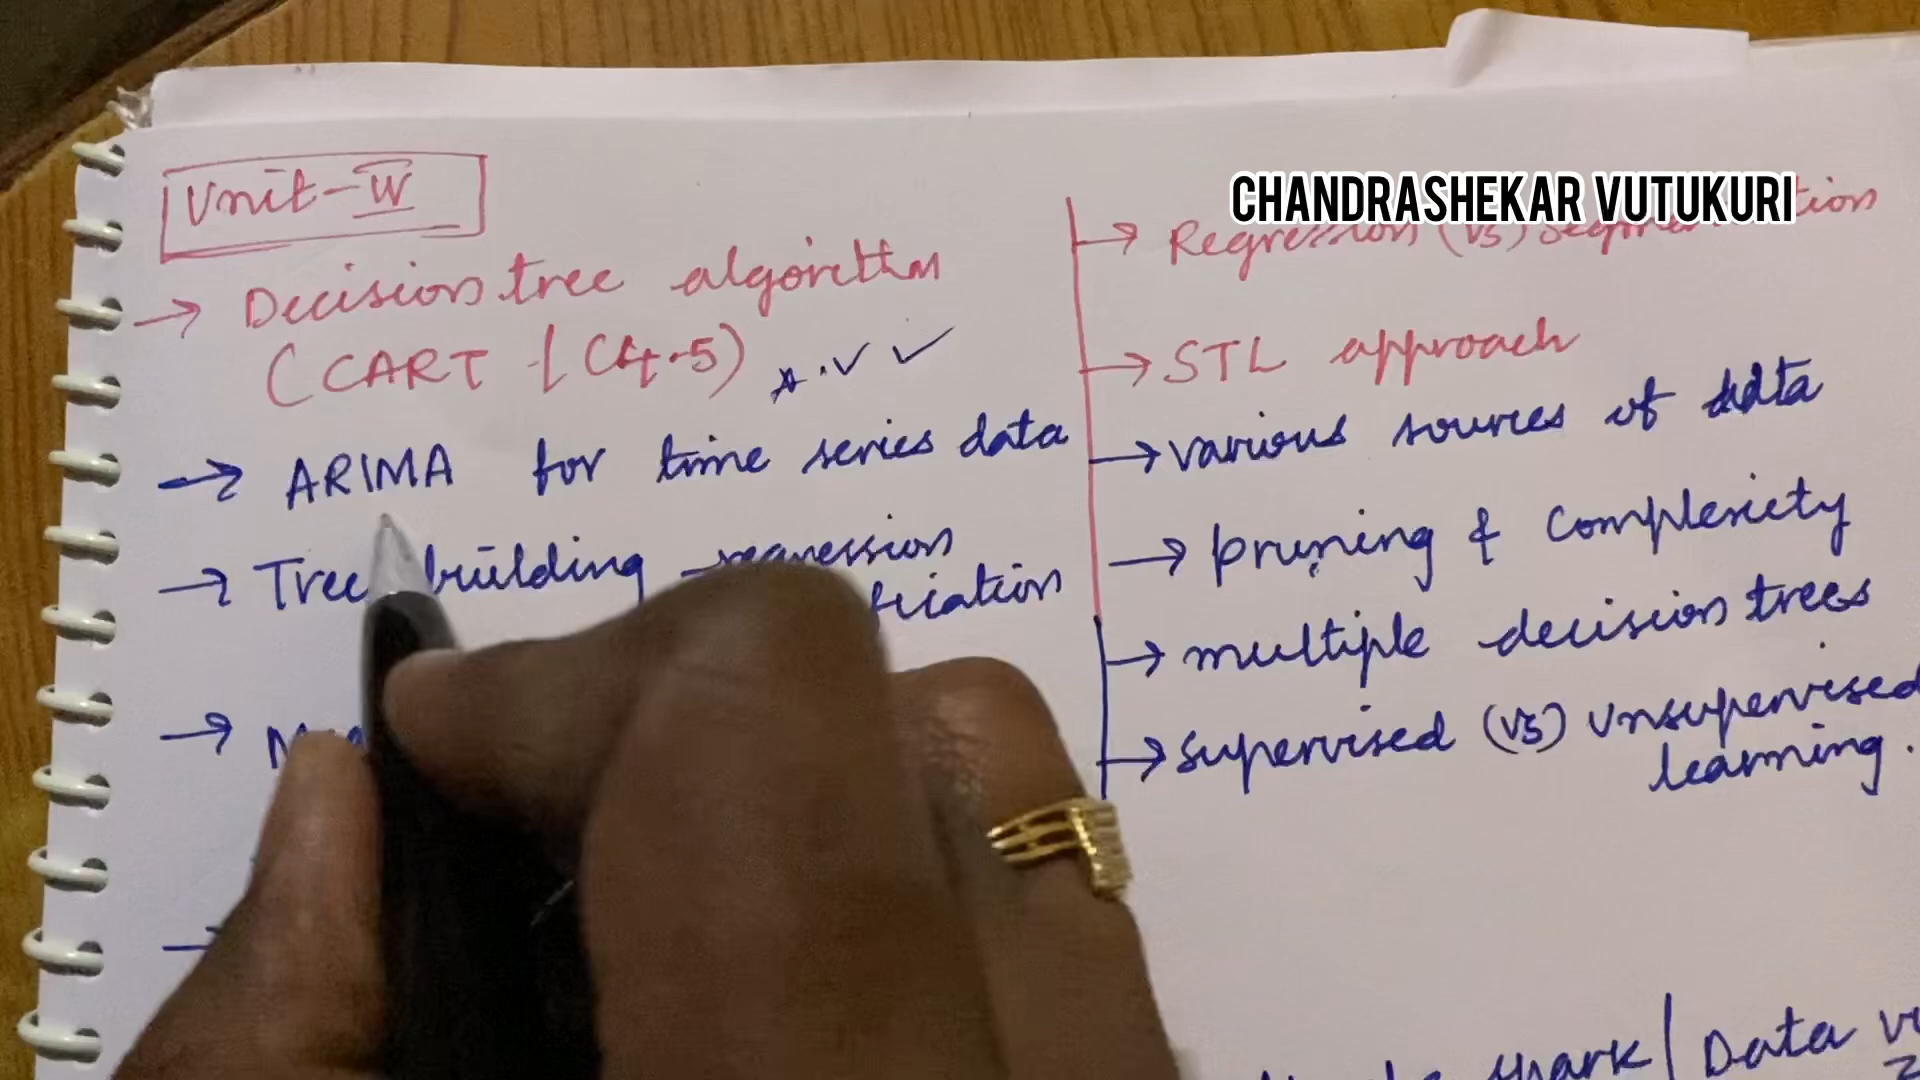 Unit-IV
→ Decision tree algorithm
(CART & C4.5)
→ ARIMA for time series data
→ Tree building → regression
→
→
CHANDRASHEKAR VUTUKURI
→ Regression (vs) Segmentation
→ STL approach
→ various sources of data
→ pruning & complexiety
→ multiple decision trees
→ supervised (vs) Unsupervised
learning.
Data